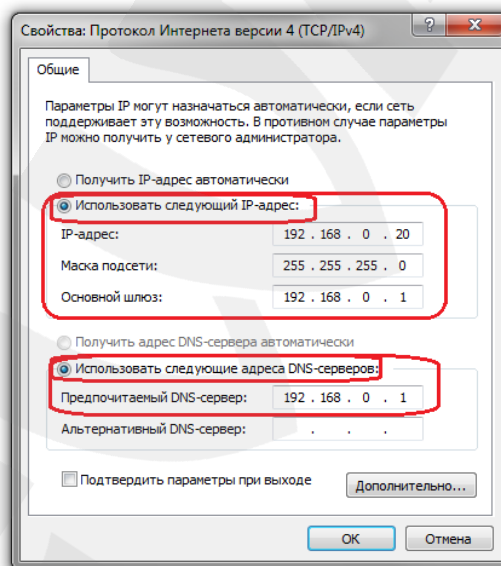 Свойства: Протокол Интернета версии 4 (TCP/IPv4)
Общие
Параметры IP могут назначаться автоматически, если сеть
поддерживает эту возможность. В противном случае параметры
IP можно получить у сетевого администратора.
Получить IP-адрес автоматически
Использовать следующий IP-адрес:
IP-адрес: 192 . 168 . 0 . 20
Маска подсети: 255 . 255 . 255 . 0
Основной шлюз: 192 . 168 . 0 . 1
Получить адрес DNS-сервера автоматически
Использовать следующие адреса DNS-серверов:
Предпочитаемый DNS-сервер: 192 . 168 . 0 . 1
Альтернативный DNS-сервер: . . .
Подтвердить параметры при выходе
Дополнительно...
ОК
Отмена